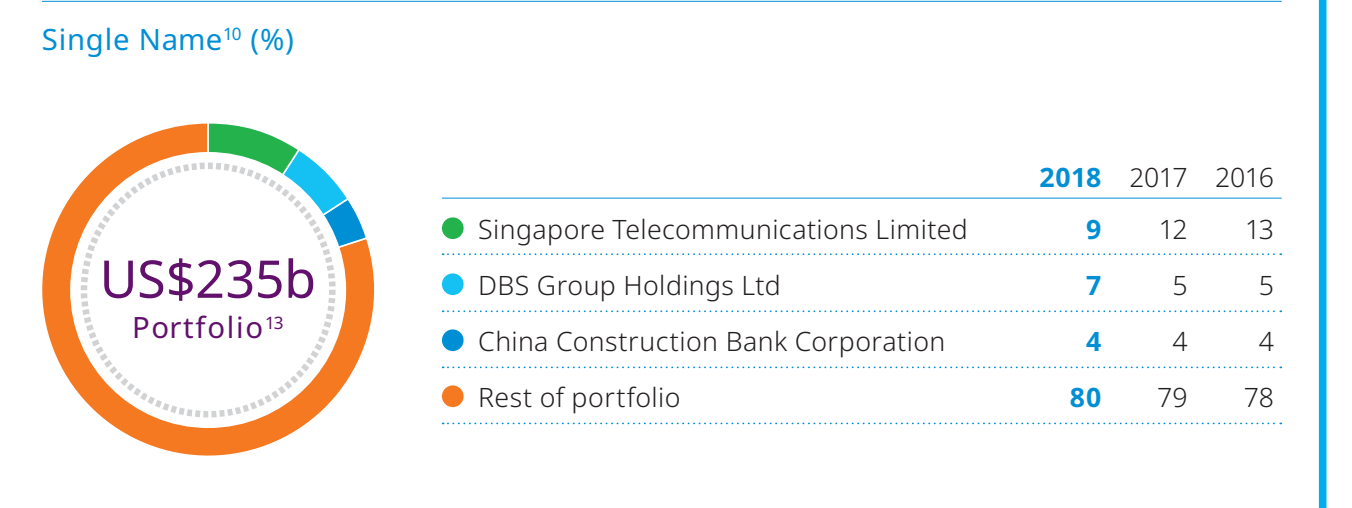 Single Name10 (%)
US$235b
Portfolio13
2018 2017 2016
Singapore Telecommunications Limited 9 12 13
DBS Group Holdings Ltd 7 5 5
China Construction Bank Corporation 4 4 4
Rest of portfolio 80 79 78